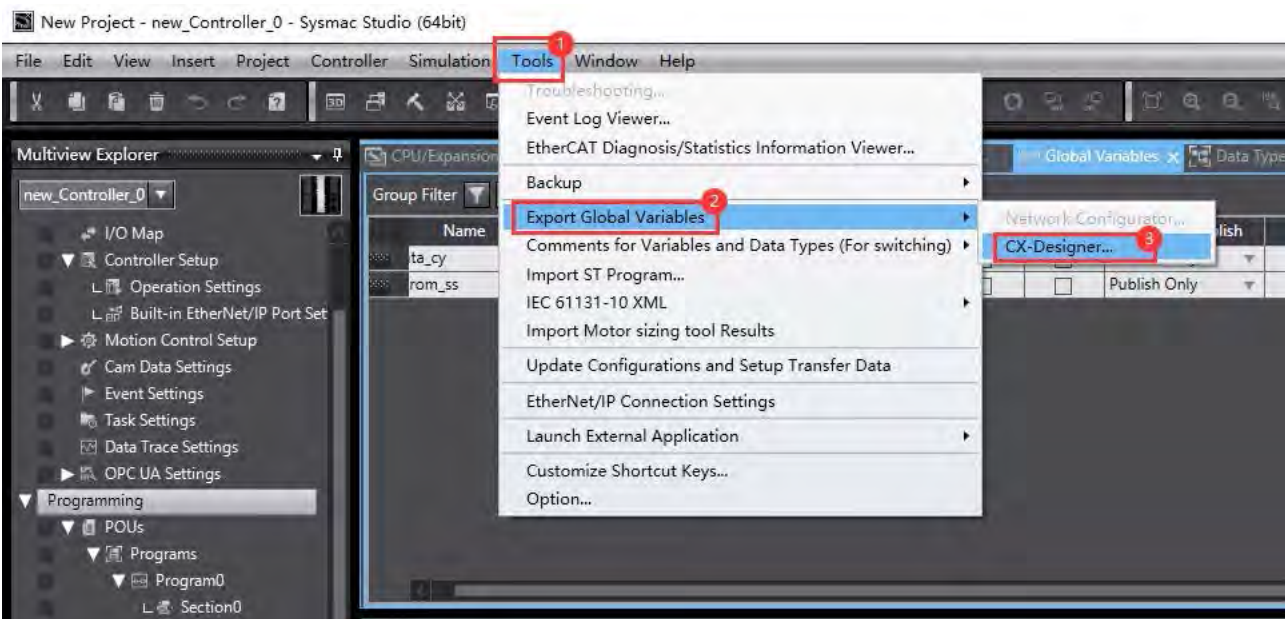 New Project - new_Controller_0 - Sysmac Studio (64bit)
File Edit View Insert Project Controller Simulation Tools Window Help
1
Multiview Explorer
new_Controller_0
I/O Map
Controller Setup
Operation Settings
Built-in EtherNet/IP Port Set
Motion Control Setup
Cam Data Settings
Event Settings
Task Settings
Data Trace Settings
OPC UA Settings
Programming
POUs
Programs
Program0
Section0
CPU/Expansion
Global Variables
Data Type
Group Filter
Name
lish
ta_cy
rom_ss
Publish Only
Troubleshooting...
Event Log Viewer...
EtherCAT Diagnosis/Statistics Information Viewer...
Backup
2
Export Global Variables
Comments for Variables and Data Types (For switching)
Import ST Program...
IEC 61131-10 XML
Import Motor sizing tool Results
Update Configurations and Setup Transfer Data
EtherNet/IP Connection Settings
Launch External Application
Customize Shortcut Keys...
Option...
Network Configurator...
3
CX-Designer...